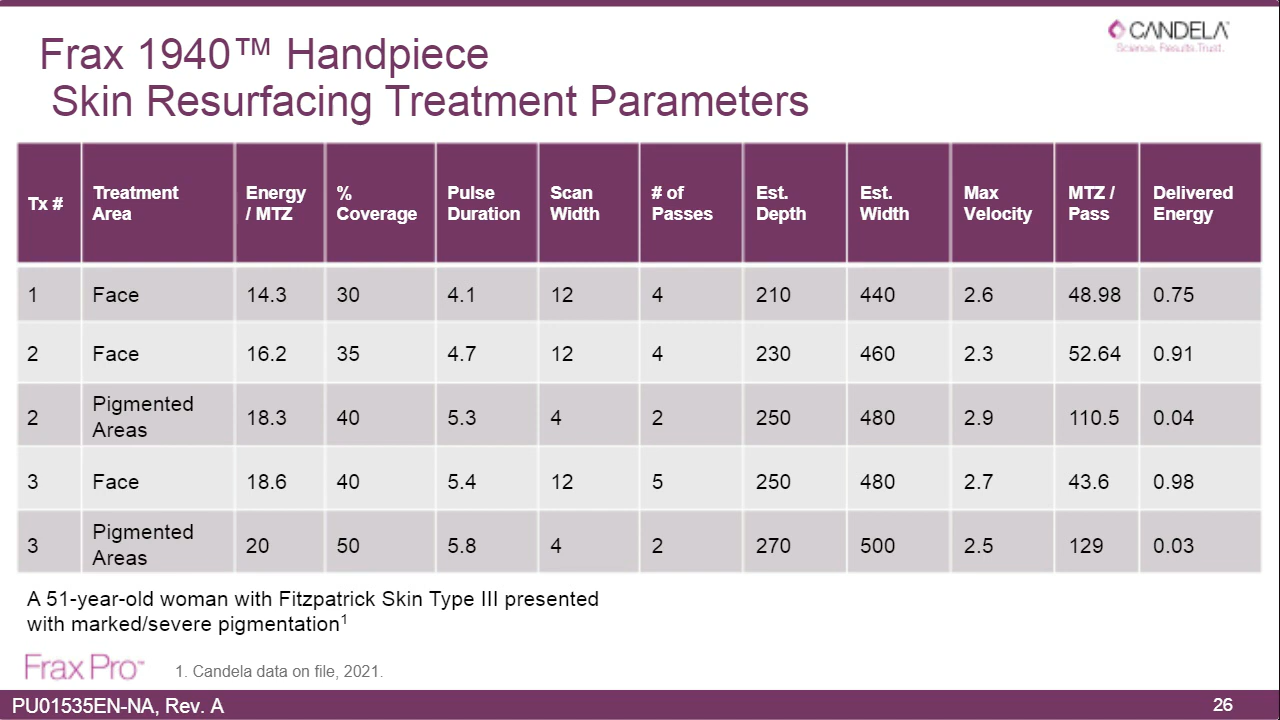 CANDELA™
Science. Results. Trust.
Frax 1940™ Handpiece
Skin Resurfacing Treatment Parameters
Tx # Treatment Area Energy / MTZ % Coverage Pulse Duration Scan Width # of Passes Est. Depth Est. Width Max Velocity MTZ / Pass Delivered Energy
1 Face 14.3 30 4.1 12 4 210 440 2.6 48.98 0.75
2 Face 16.2 35 4.7 12 4 230 460 2.3 52.64 0.91
2 Pigmented Areas 18.3 40 5.3 4 2 250 480 2.9 110.5 0.04
3 Face 18.6 40 5.4 12 5 250 480 2.7 43.6 0.98
3 Pigmented Areas 20 50 5.8 4 2 270 500 2.5 129 0.03
A 51-year-old woman with Fitzpatrick Skin Type III presented
with marked/severe pigmentation¹
Frax Pro™
1. Candela data on file, 2021.
PU01535EN-NA, Rev. A
26